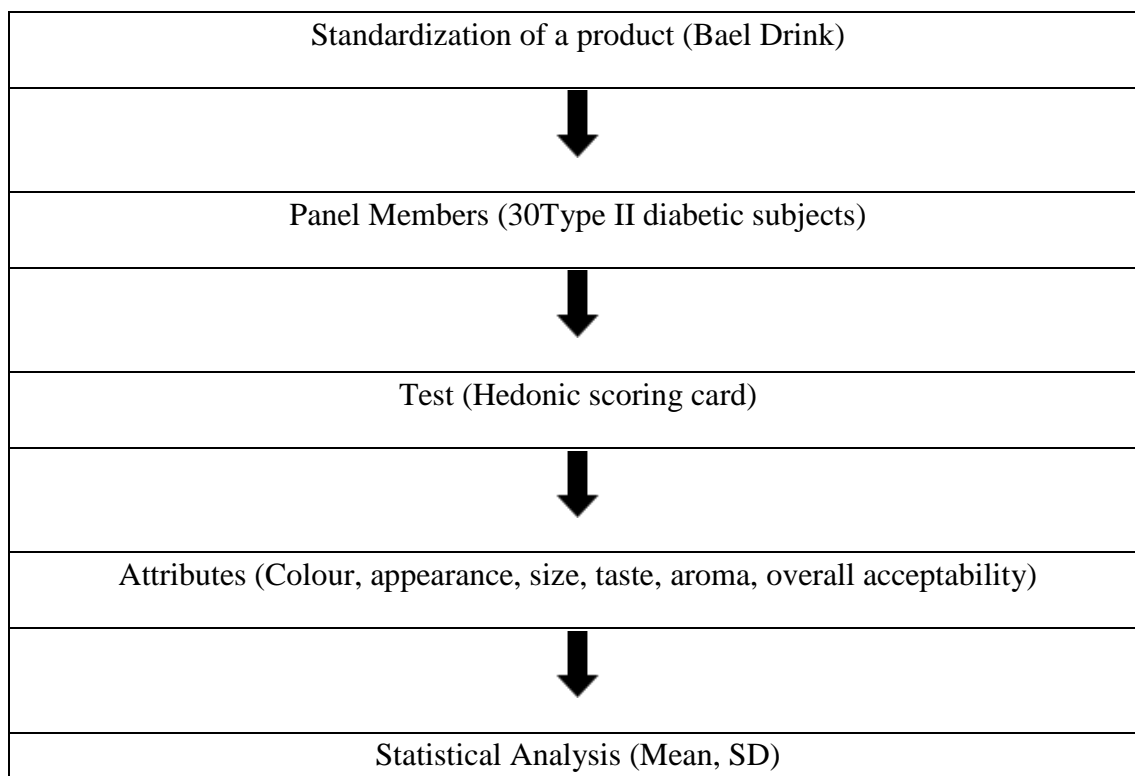 Standardization of a product (Bael Drink)
Panel Members (30Type II diabetic subjects)
Test (Hedonic scoring card)
Attributes (Colour, appearance, size, taste, aroma, overall acceptability)
Statistical Analysis (Mean, SD)